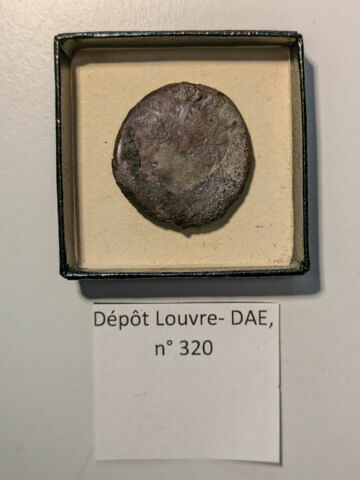 Dépôt Louvre- DAE,
n° 320